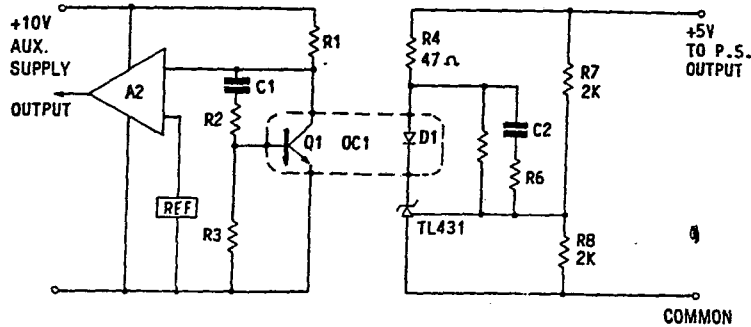 +10V
AUX.
SUPPLY
OUTPUT
A2
REF
R1
C1
R2
R3
Q1
OC1
D1
R4
47Ω
TL431
C2
R6
R7
2K
R8
2K
+5V
TO P.S.
OUTPUT
COMMON